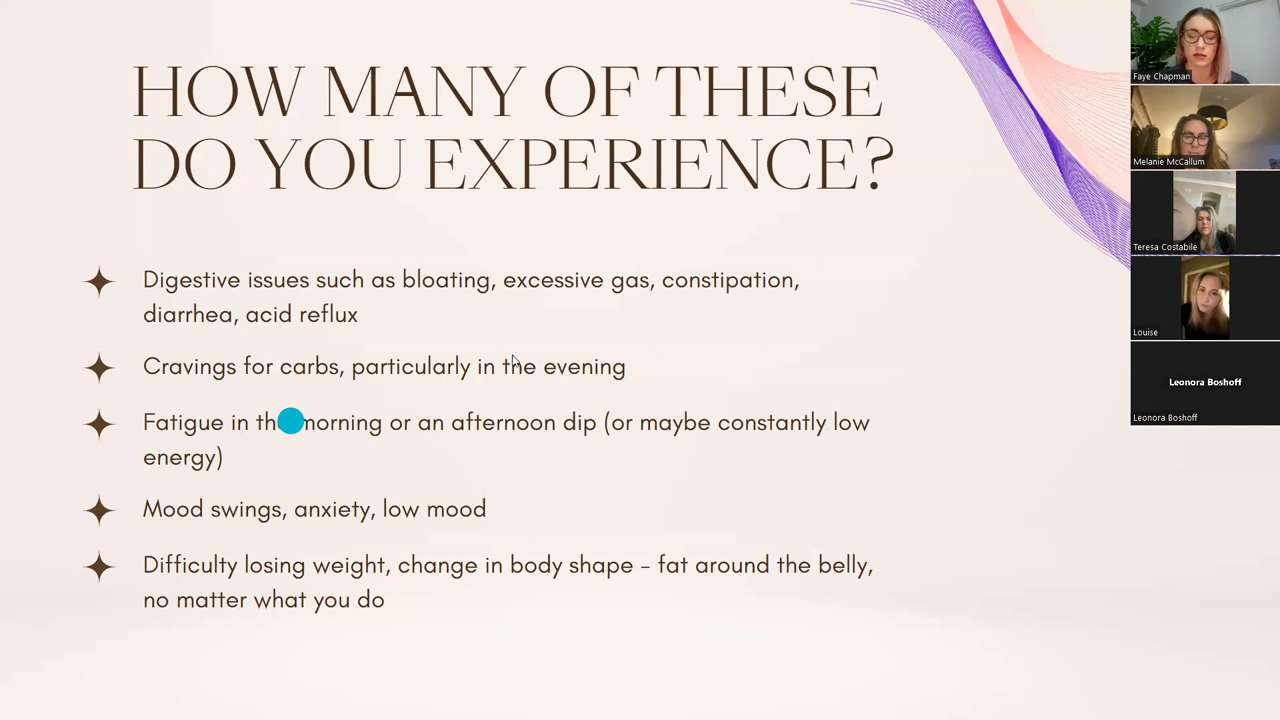 HOW MANY OF THESE
DO YOU EXPERIENCE?
Digestive issues such as bloating, excessive gas, constipation,
diarrhea, acid reflux
Cravings for carbs, particularly in the evening
Fatigue in th morning or an afternoon dip (or maybe constantly low
energy)
Mood swings, anxiety, low mood
Difficulty losing weight, change in body shape – fat around the belly,
no matter what you do
Faye Chapman
Melanie McCallum
Teresa Costabile
Louise
Leonora Boshoff
Leonora Boshoff